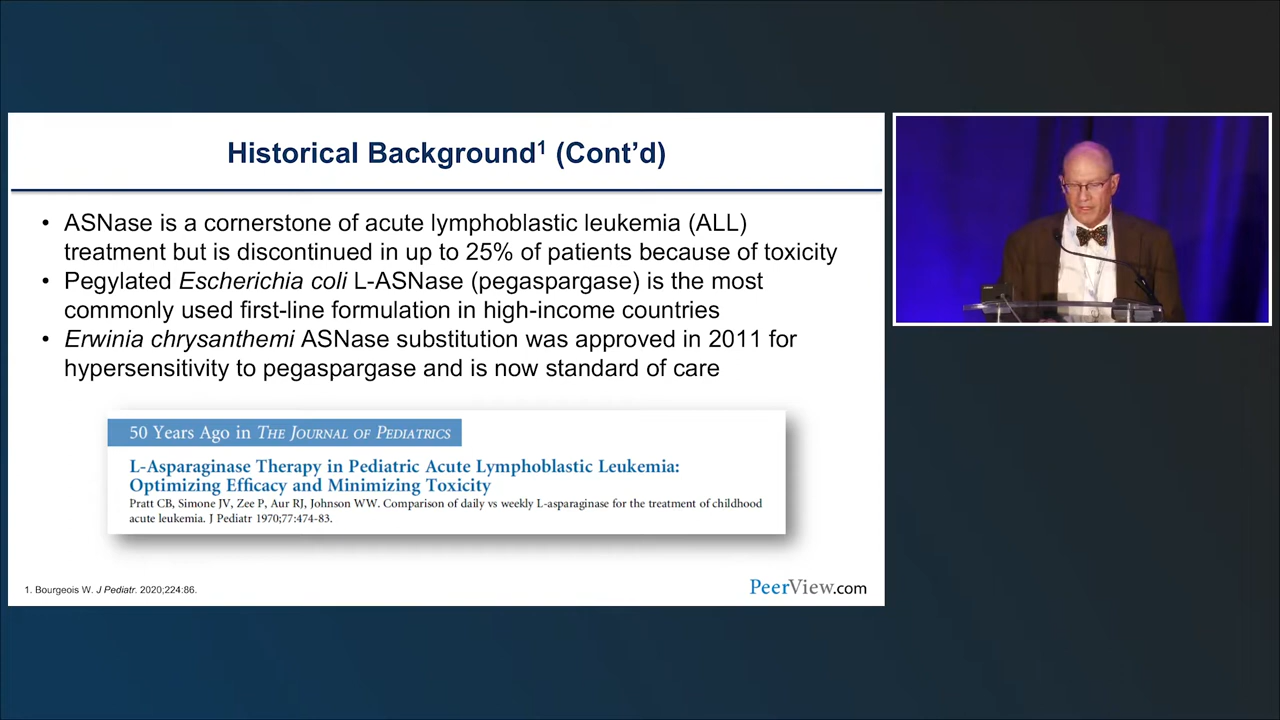 Historical Background¹ (Cont’d)
• ASNase is a cornerstone of acute lymphoblastic leukemia (ALL)
treatment but is discontinued in up to 25% of patients because of toxicity
• Pegylated Escherichia coli L-ASNase (pegaspargase) is the most
commonly used first-line formulation in high-income countries
• Erwinia chrysanthemi ASNase substitution was approved in 2011 for
hypersensitivity to pegaspargase and is now standard of care
50 Years Ago in THE JOURNAL OF PEDIATRICS
L-Asparaginase Therapy in Pediatric Acute Lymphoblastic Leukemia:
Optimizing Efficacy and Minimizing Toxicity
Pratt CB, Simone JV, Zee P, Aur RJ, Johnson WW. Comparison of daily vs weekly L-asparaginase for the treatment of childhood
acute leukemia. J Pediatr 1970;77:474-83.
1. Bourgeois W. J Pediatr. 2020;224:86.
PeerView.com